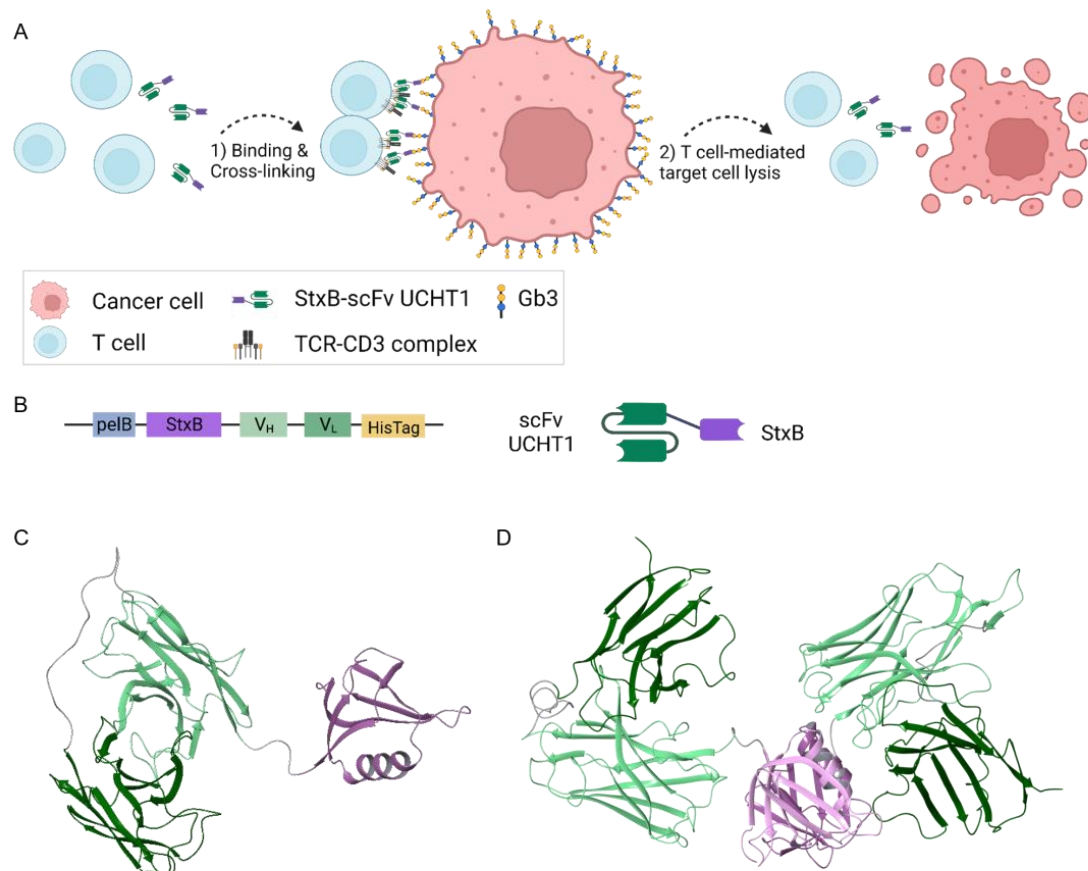 A
1) Binding &
Cross-linking
2) T cell-mediated
target cell lysis
Cancer cell
StxB-scFv UCHT1
Gb3
T cell
TCR-CD3 complex
B
pelB
StxB
VH
VL
HisTag
scFv
UCHT1
StxB
C
D